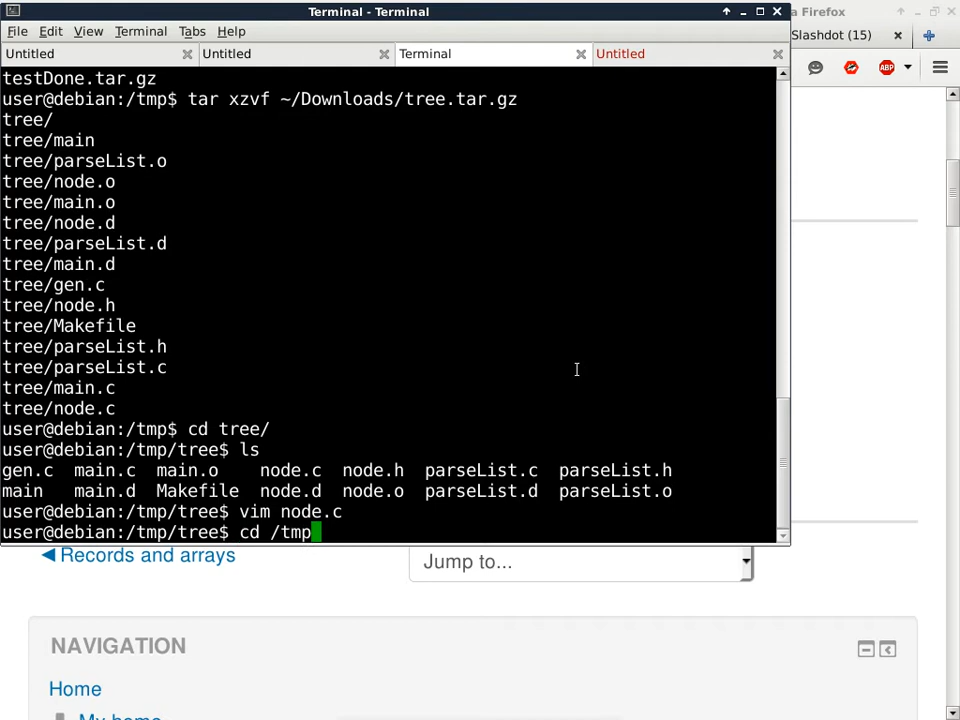 Terminal - Terminal
a Firefox
File Edit View Terminal Tabs Help
Untitled Untitled Terminal Untitled
Slashdot (15)
ABP
testDone.tar.gz
user@debian:/tmp$ tar xzvf ~/Downloads/tree.tar.gz
tree/
tree/main
tree/parseList.o
tree/node.o
tree/main.o
tree/node.d
tree/parseList.d
tree/main.d
tree/gen.c
tree/node.h
tree/Makefile
tree/parseList.h
tree/parseList.c
tree/main.c
tree/node.c
user@debian:/tmp$ cd tree/
user@debian:/tmp/tree$ ls
gen.c main.c main.o node.c node.h parseList.c parseList.h
main main.d Makefile node.d node.o parseList.d parseList.o
user@debian:/tmp/tree$ vim node.c
user@debian:/tmp/tree$ cd /tmp
◀ Records and arrays
Jump to...
NAVIGATION
Home
My home